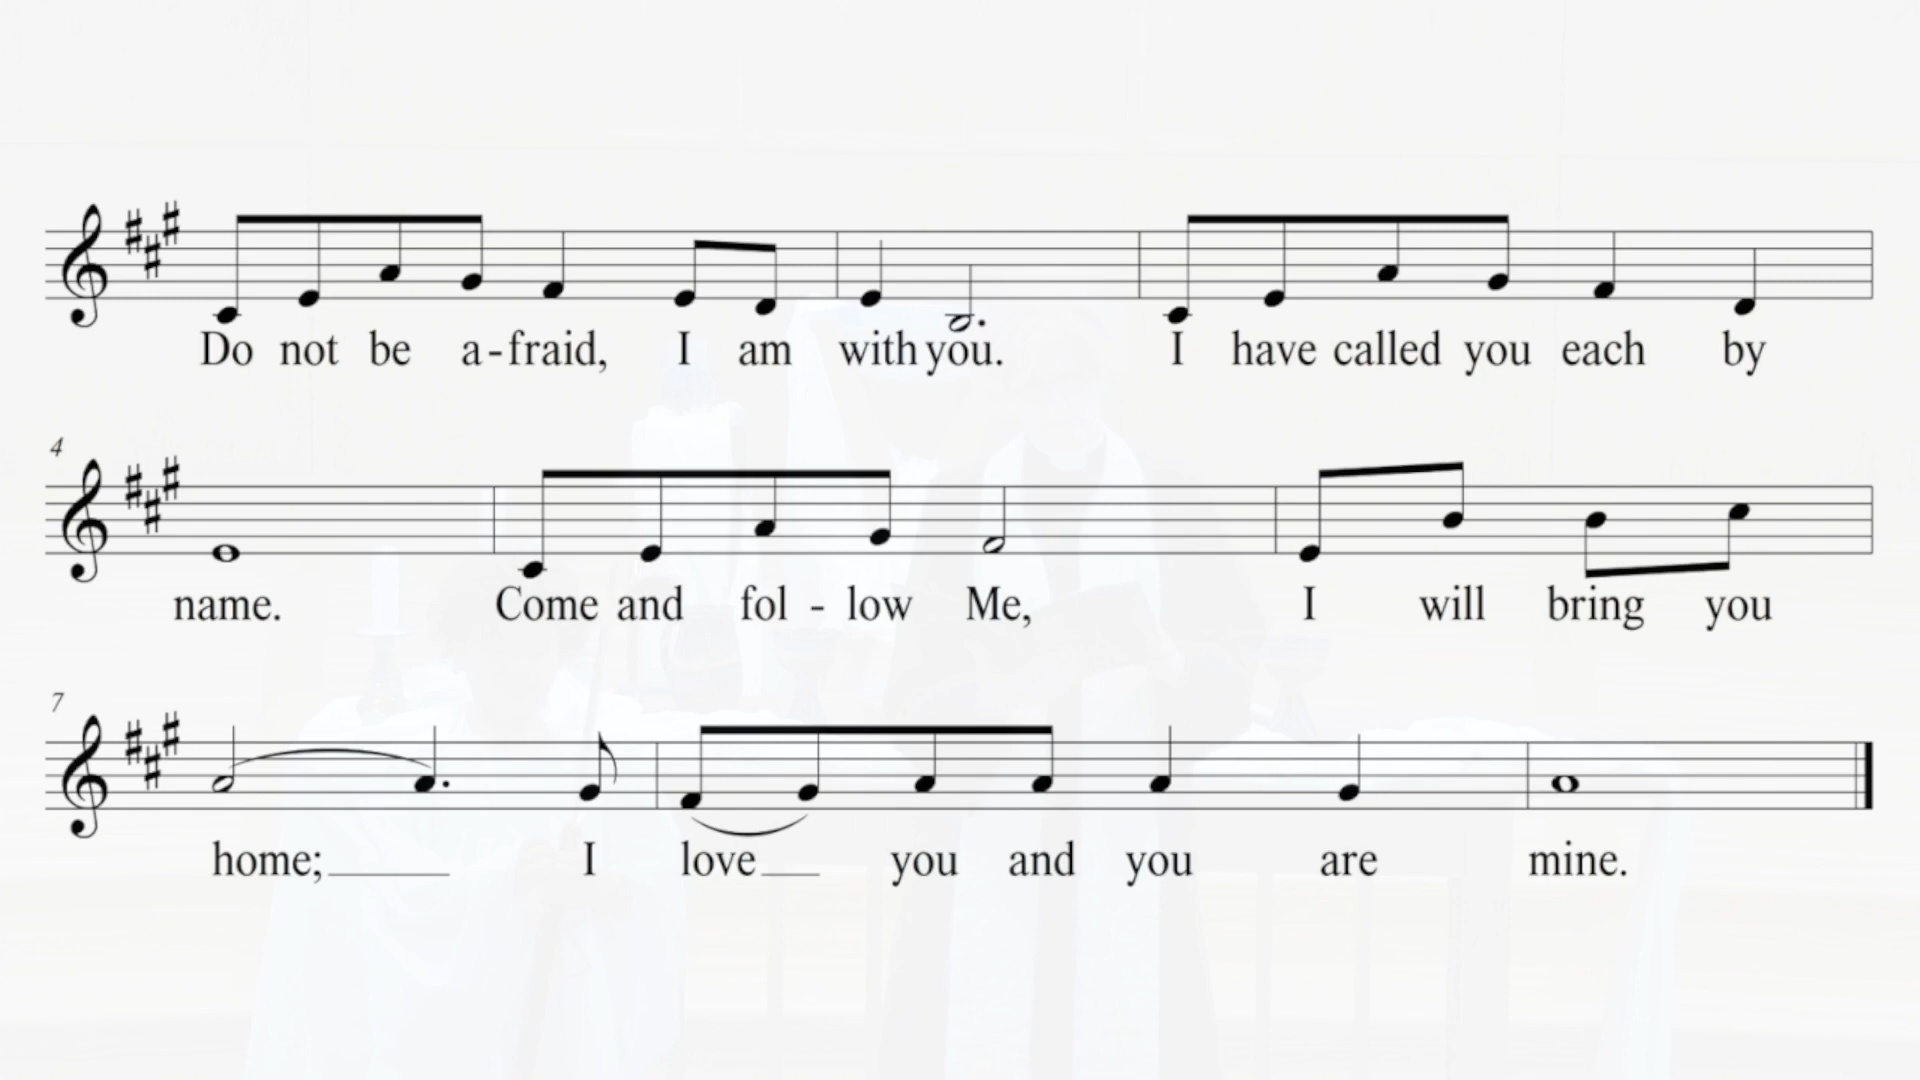 Do not be a-fraid, I am with you. I have called you each by
4
name. Come and fol - low Me, I will bring you
7
home; I love you and you are mine.